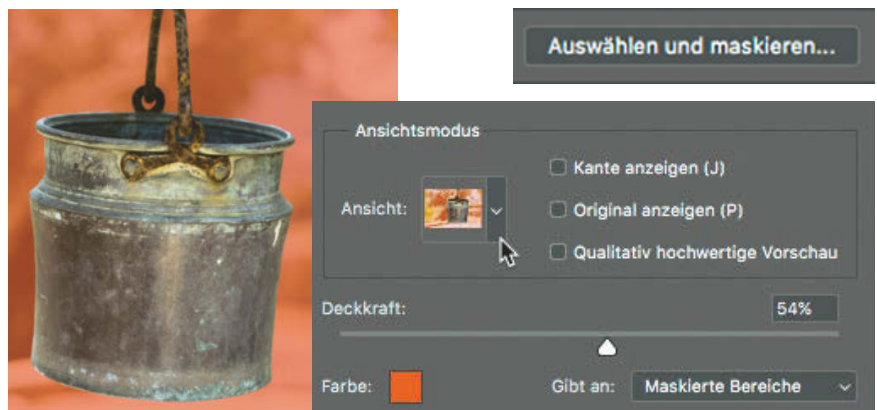 Auswählen und maskieren...
Ansichtsmodus
Ansicht:
Kante anzeigen (J)
Original anzeigen (P)
Qualitativ hochwertige Vorschau
Deckkraft:
54%
Farbe:
Gibt an:
Maskierte Bereiche